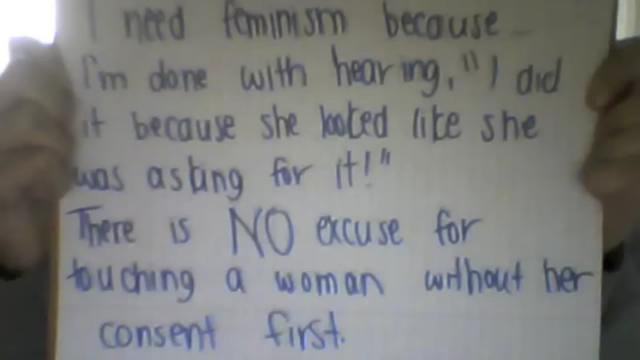 I need feminism because
I'm done with hearing, "I did
it because she looked like she
was asking for it!"
There is NO excuse for
touching a woman without her
consent first.